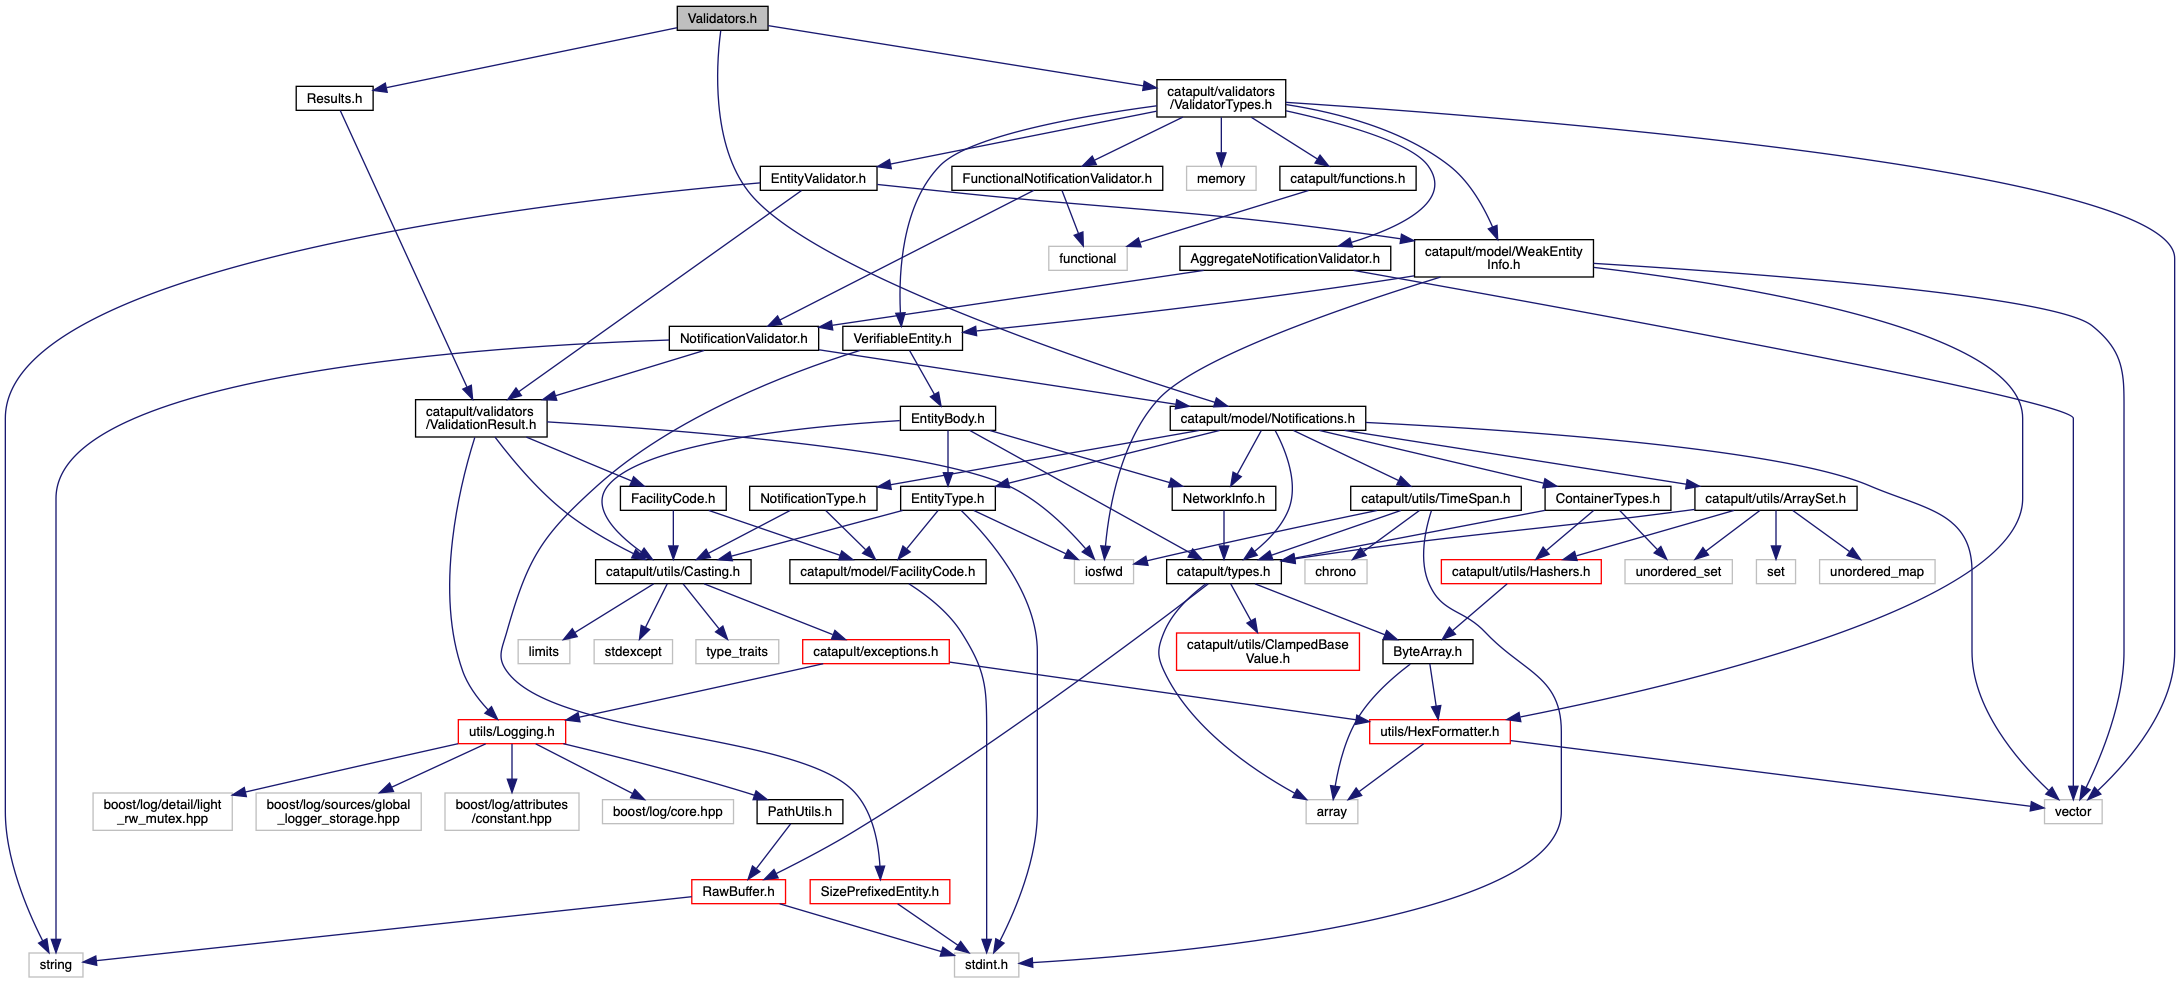 Validators.h
Results.h
catapult/validators
/ValidatorTypes.h
EntityValidator.h
FunctionalNotificationValidator.h
memory
catapult/functions.h
functional
AggregateNotificationValidator.h
catapult/model/WeakEntity
Info.h
NotificationValidator.h
VerifiableEntity.h
catapult/validators
/ValidationResult.h
EntityBody.h
catapult/model/Notifications.h
FacilityCode.h
NotificationType.h
EntityType.h
NetworkInfo.h
catapult/utils/TimeSpan.h
ContainerTypes.h
catapult/utils/ArraySet.h
catapult/utils/Casting.h
catapult/model/FacilityCode.h
iosfwd
catapult/types.h
chrono
catapult/utils/Hashers.h
unordered_set
set
unordered_map
limits
stdexcept
type_traits
catapult/exceptions.h
catapult/utils/ClampedBase
Value.h
ByteArray.h
utils/Logging.h
utils/HexFormatter.h
boost/log/detail/light
_rw_mutex.hpp
boost/log/sources/global
_logger_storage.hpp
boost/log/attributes
/constant.hpp
boost/log/core.hpp
PathUtils.h
array
vector
RawBuffer.h
SizePrefixedEntity.h
string
stdint.h